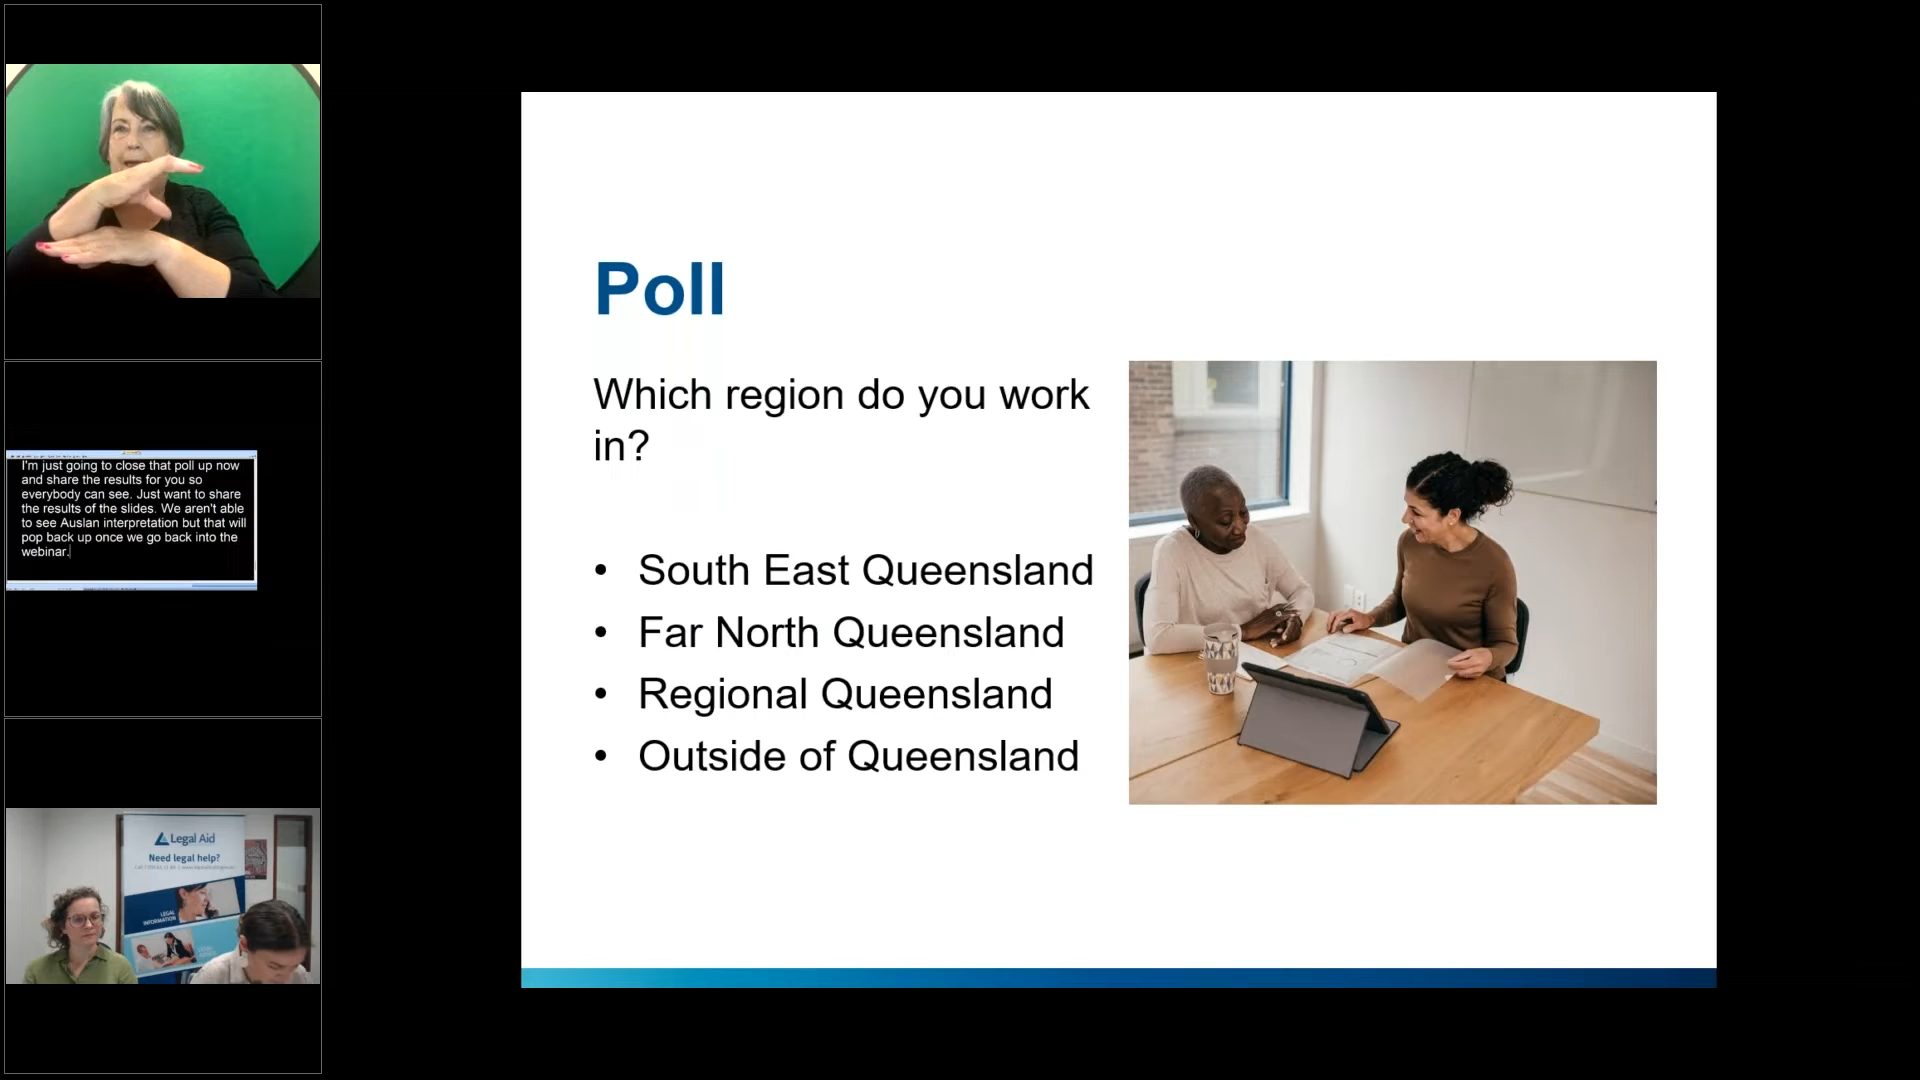 Poll
Which region do you work
in?
• South East Queensland
• Far North Queensland
• Regional Queensland
• Outside of Queensland
I'm just going to close that poll up now
and share the results for you so
everybody can see. Just want to share
the results of the slides. We aren't able
to see Auslan interpretation but that will
pop back up once we go back into the
webinar.
Legal Aid
Need legal help?
LEGAL
INFORMATION